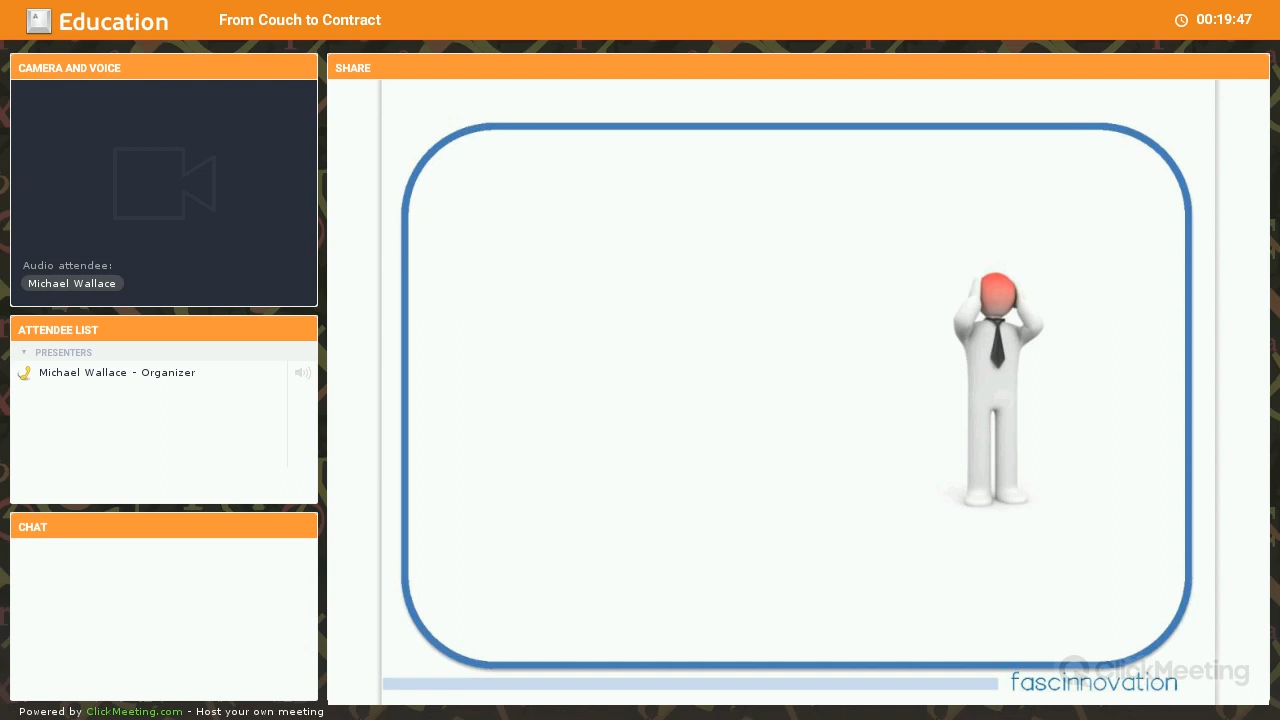 Education
From Couch to Contract
00:19:47
CAMERA AND VOICE
Audio attendee:
Michael Wallace
ATTENDEE LIST
PRESENTERS
Michael Wallace - Organizer
CHAT
Powered by ClickMeeting.com - Host your own meeting
SHARE
ClickMeeting
fascinnovation